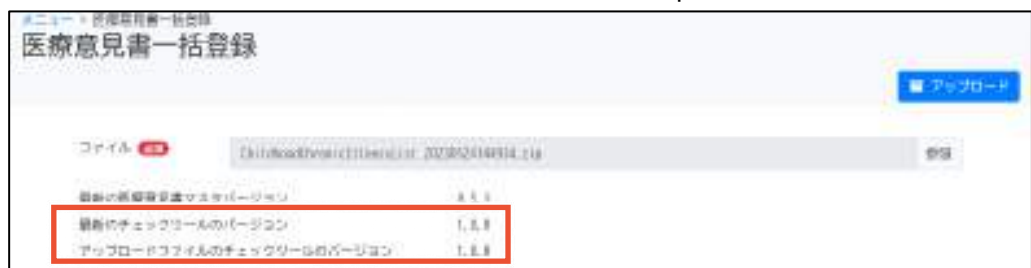 メニュー > 医療意見書一括登録
医療意見書一括登録
アップロード
ファイル 必須
参照
最新の医療意見書マスタバージョン
最新のチェックツールのバージョン
アップロードファイルのチェックツールのバージョン